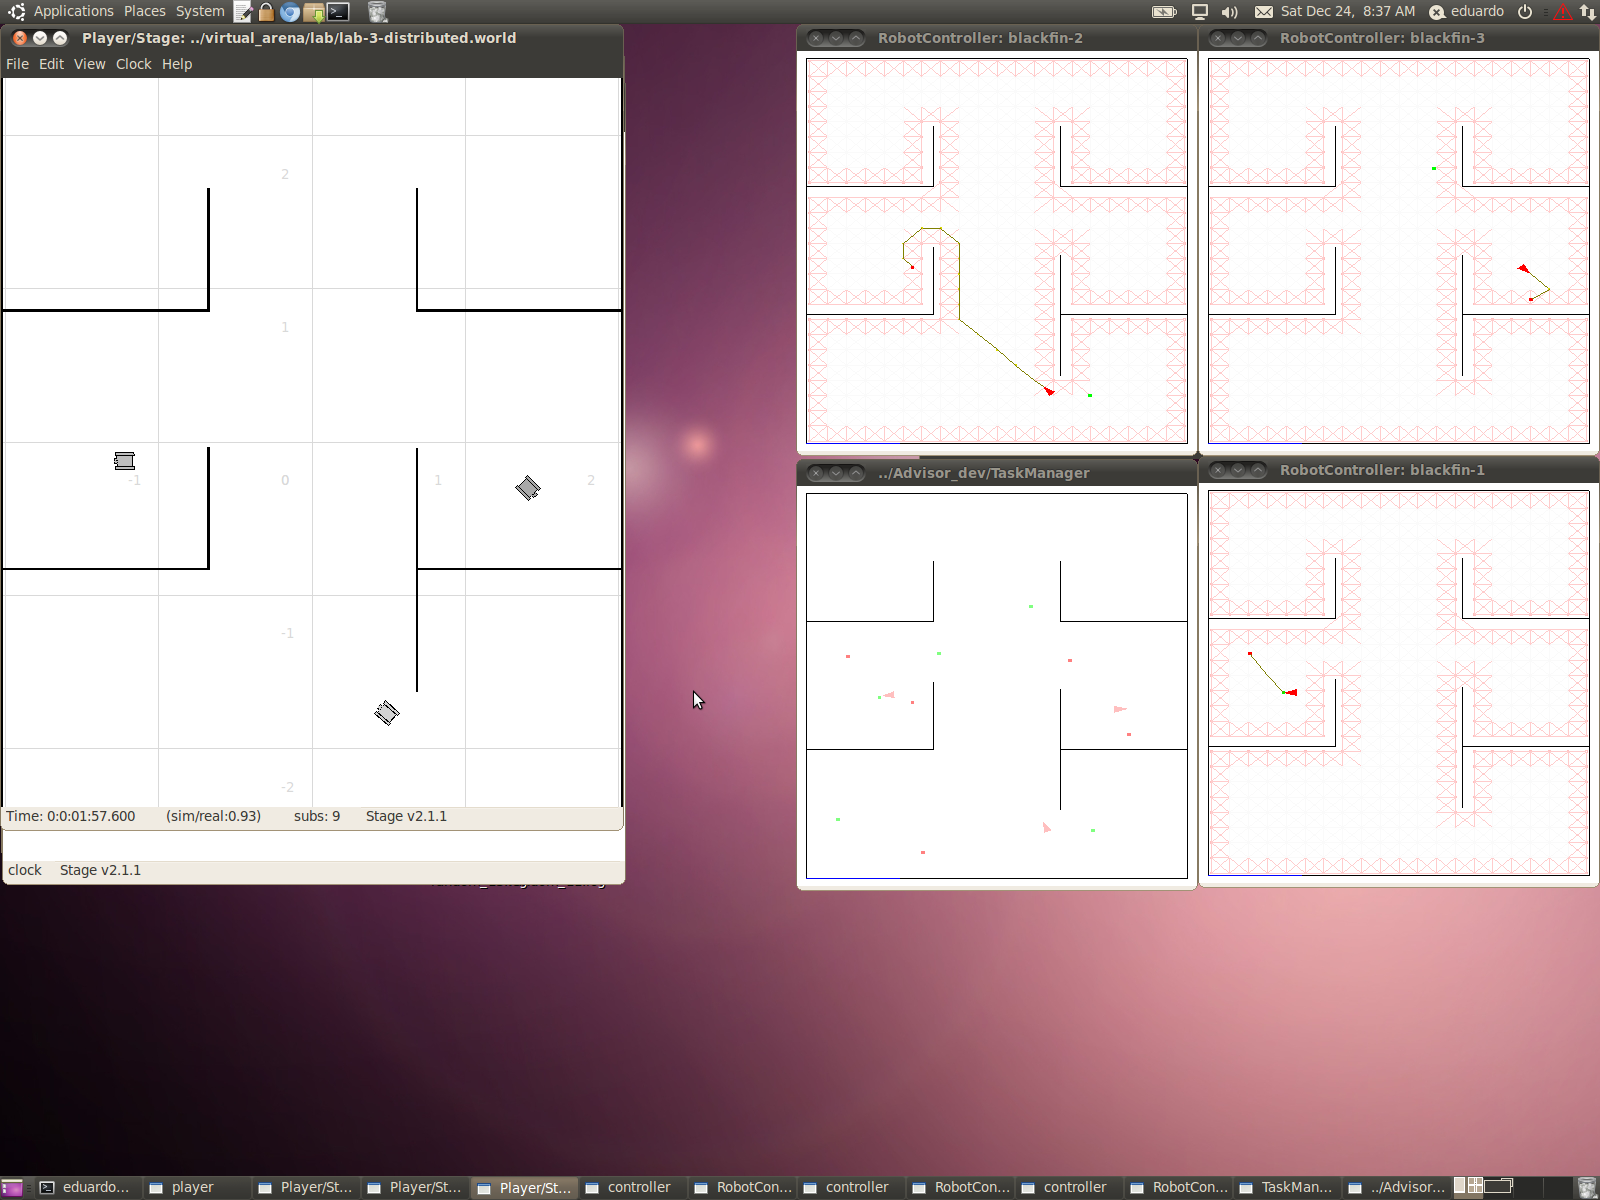 Applications Places System
Sat Dec 24, 8:37 AM eduardo
Player/Stage: ../virtual_arena/lab/lab-3-distributed.world
File Edit View Clock Help
2
1
-1 0 1 2
-1
-2
Time: 0:0:01:57.600 (sim/real:0.93) subs: 9 Stage v2.1.1
clock Stage v2.1.1
RobotController: blackfin-2
RobotController: blackfin-3
../Advisor_dev/TaskManager
RobotController: blackfin-1
eduardo... player Player/St... Player/St... Player/St... controller RobotCon... controller RobotCon... controller RobotCon... TaskMan... ../Advisor...